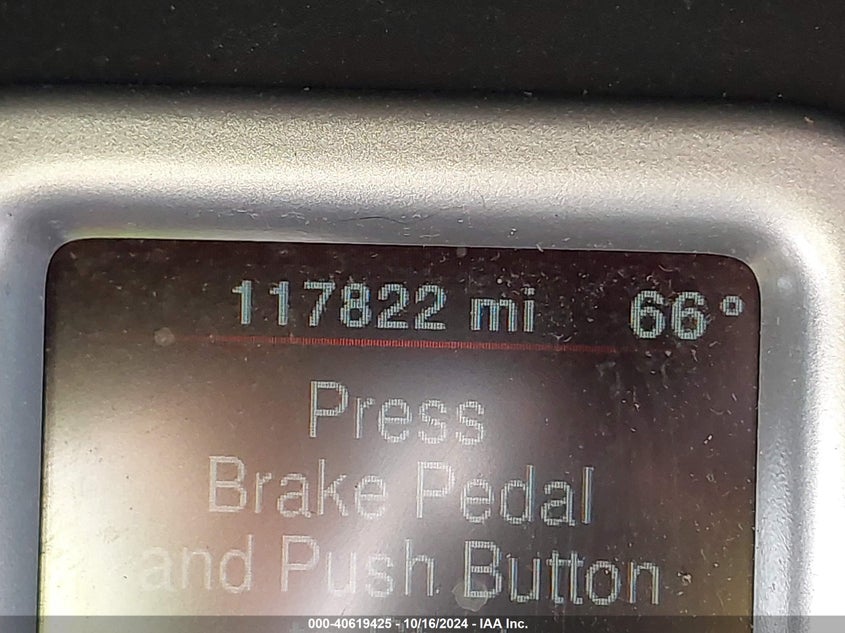 117822 mi 66°
Press
Brake Pedal
and Push Button
000-40619425 - 10/16/2024 - IAA Inc.